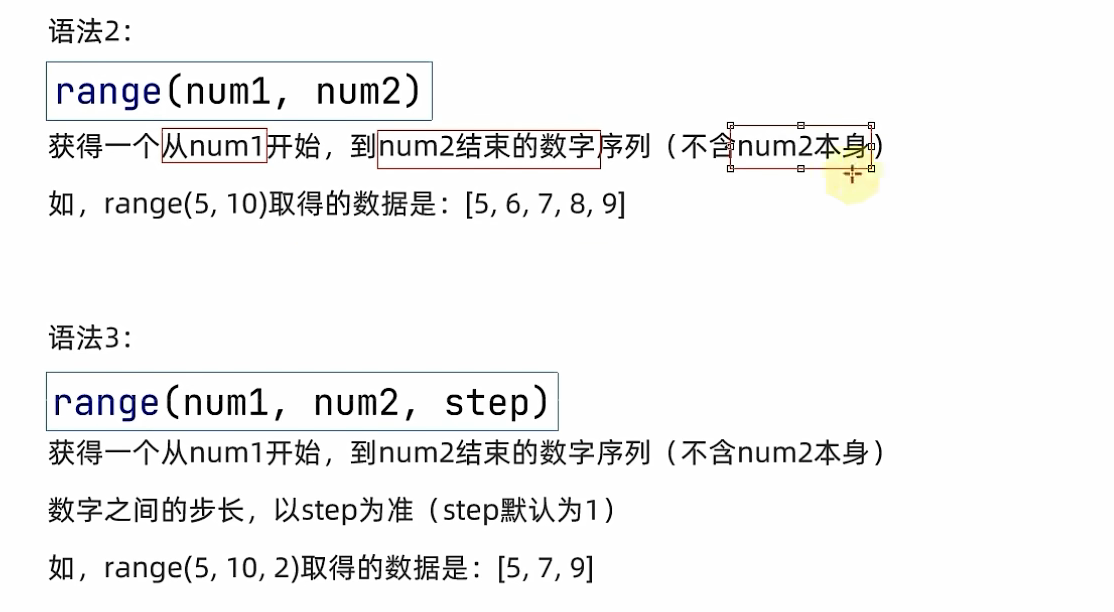 语法2：
range(num1, num2)
获得一个从num1开始，到num2结束的数字序列（不含num2本身）
如，range(5, 10)取得的数据是：[5, 6, 7, 8, 9]
语法3：
range(num1, num2, step)
获得一个从num1开始，到num2结束的数字序列（不含num2本身）
数字之间的步长，以step为准（step默认为1）
如，range(5, 10, 2)取得的数据是：[5, 7, 9]